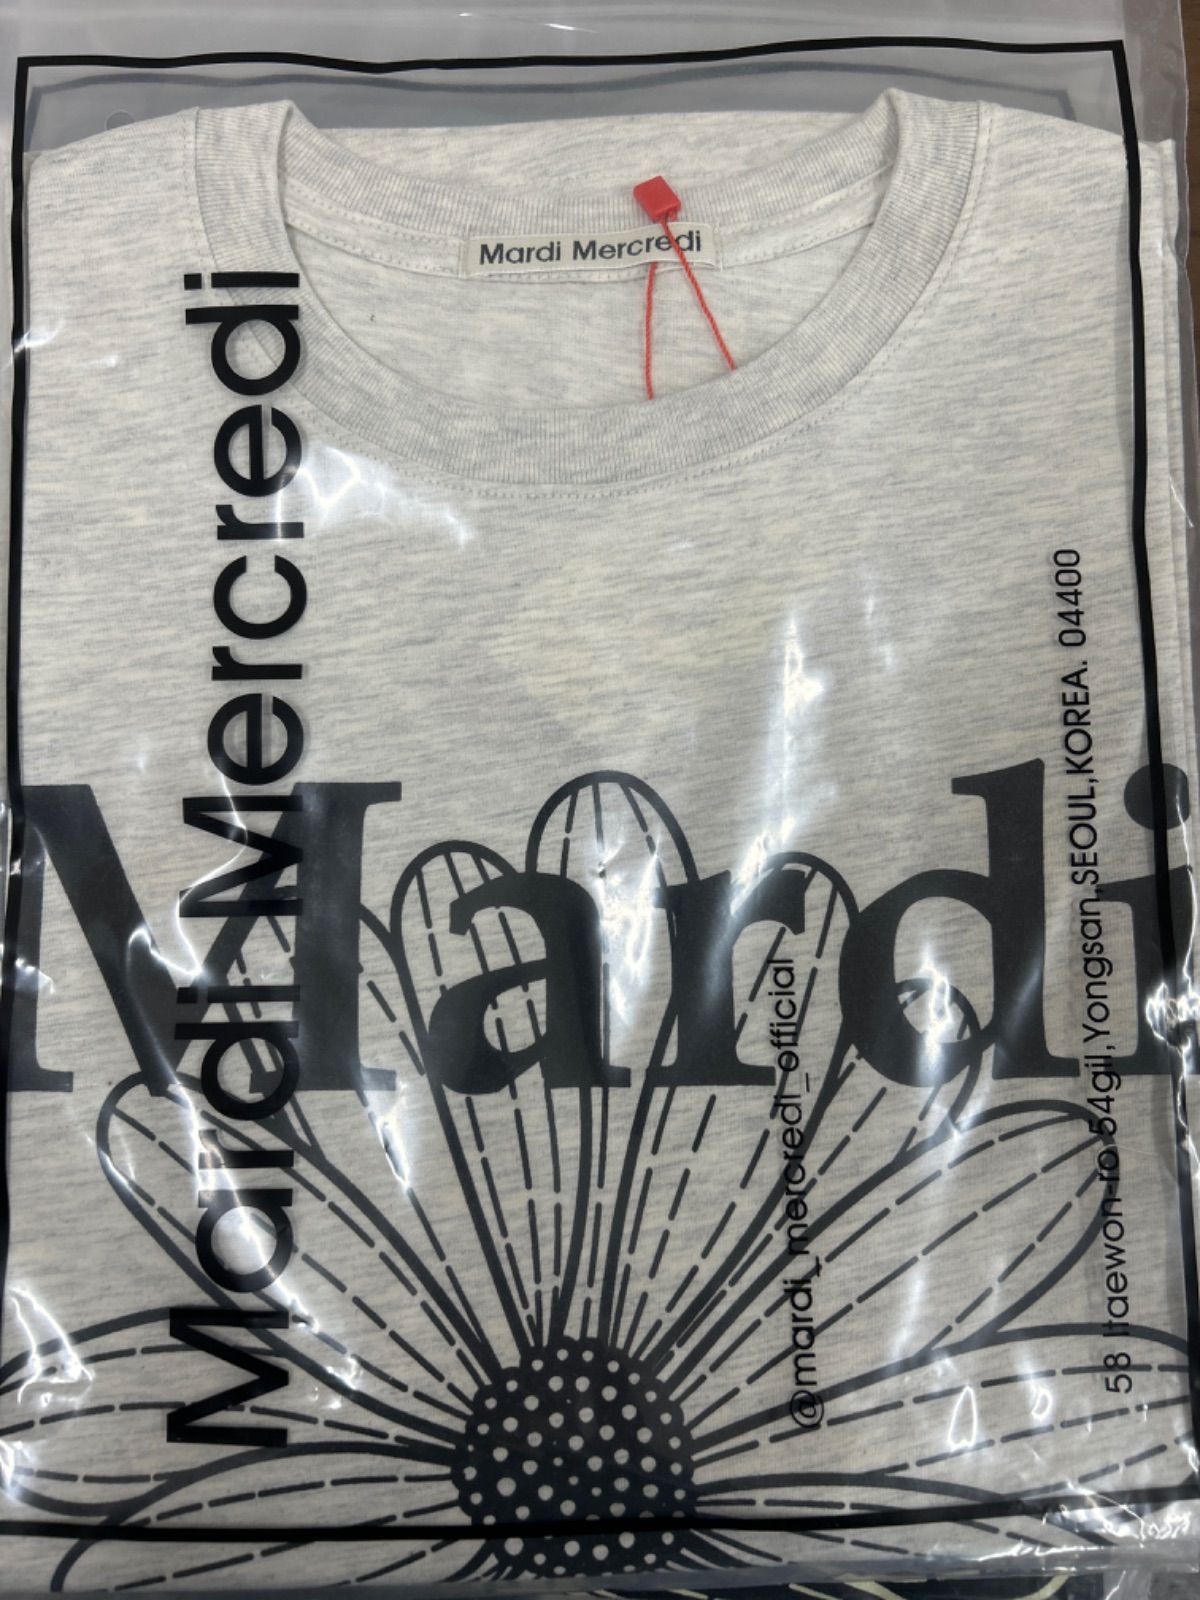 Mardi Mercredi
Mardi Mercredi
Mardi
@mardi_mercredi_official
58 Itaewon-ro 54gil,Yongsan,SEOUL,KOREA. 04400